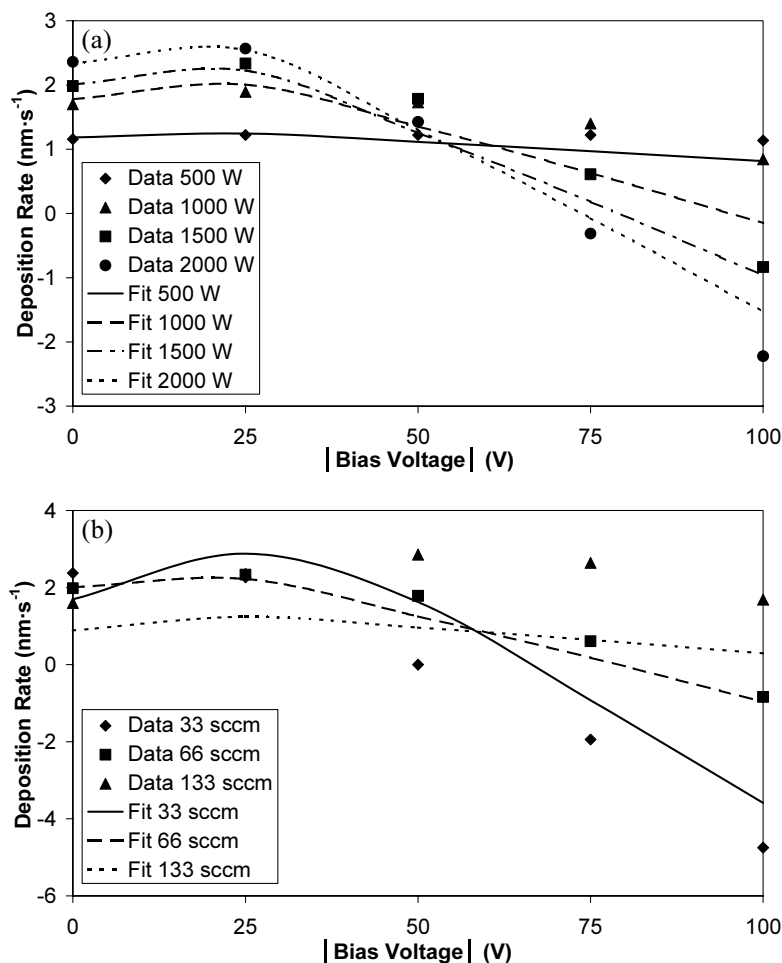 (a)
3
2
1
0
-1
-2
-3
Deposition Rate (nm·s⁻¹)
Data 500 W
Data 1000 W
Data 1500 W
Data 2000 W
Fit 500 W
Fit 1000 W
Fit 1500 W
Fit 2000 W
0 25 50 75 100
|Bias Voltage| (V)
(b)
4
2
0
-2
-4
-6
Deposition Rate (nm·s⁻¹)
Data 33 sccm
Data 66 sccm
Data 133 sccm
Fit 33 sccm
Fit 66 sccm
Fit 133 sccm
0 25 50 75 100
|Bias Voltage| (V)